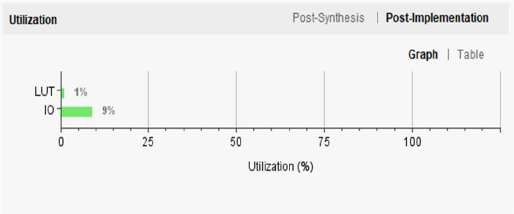 Utilization Post-Synthesis | Post-Implementation
Graph | Table
LUT 1%
IO 9%
0 25 50 75 100
Utilization (%)